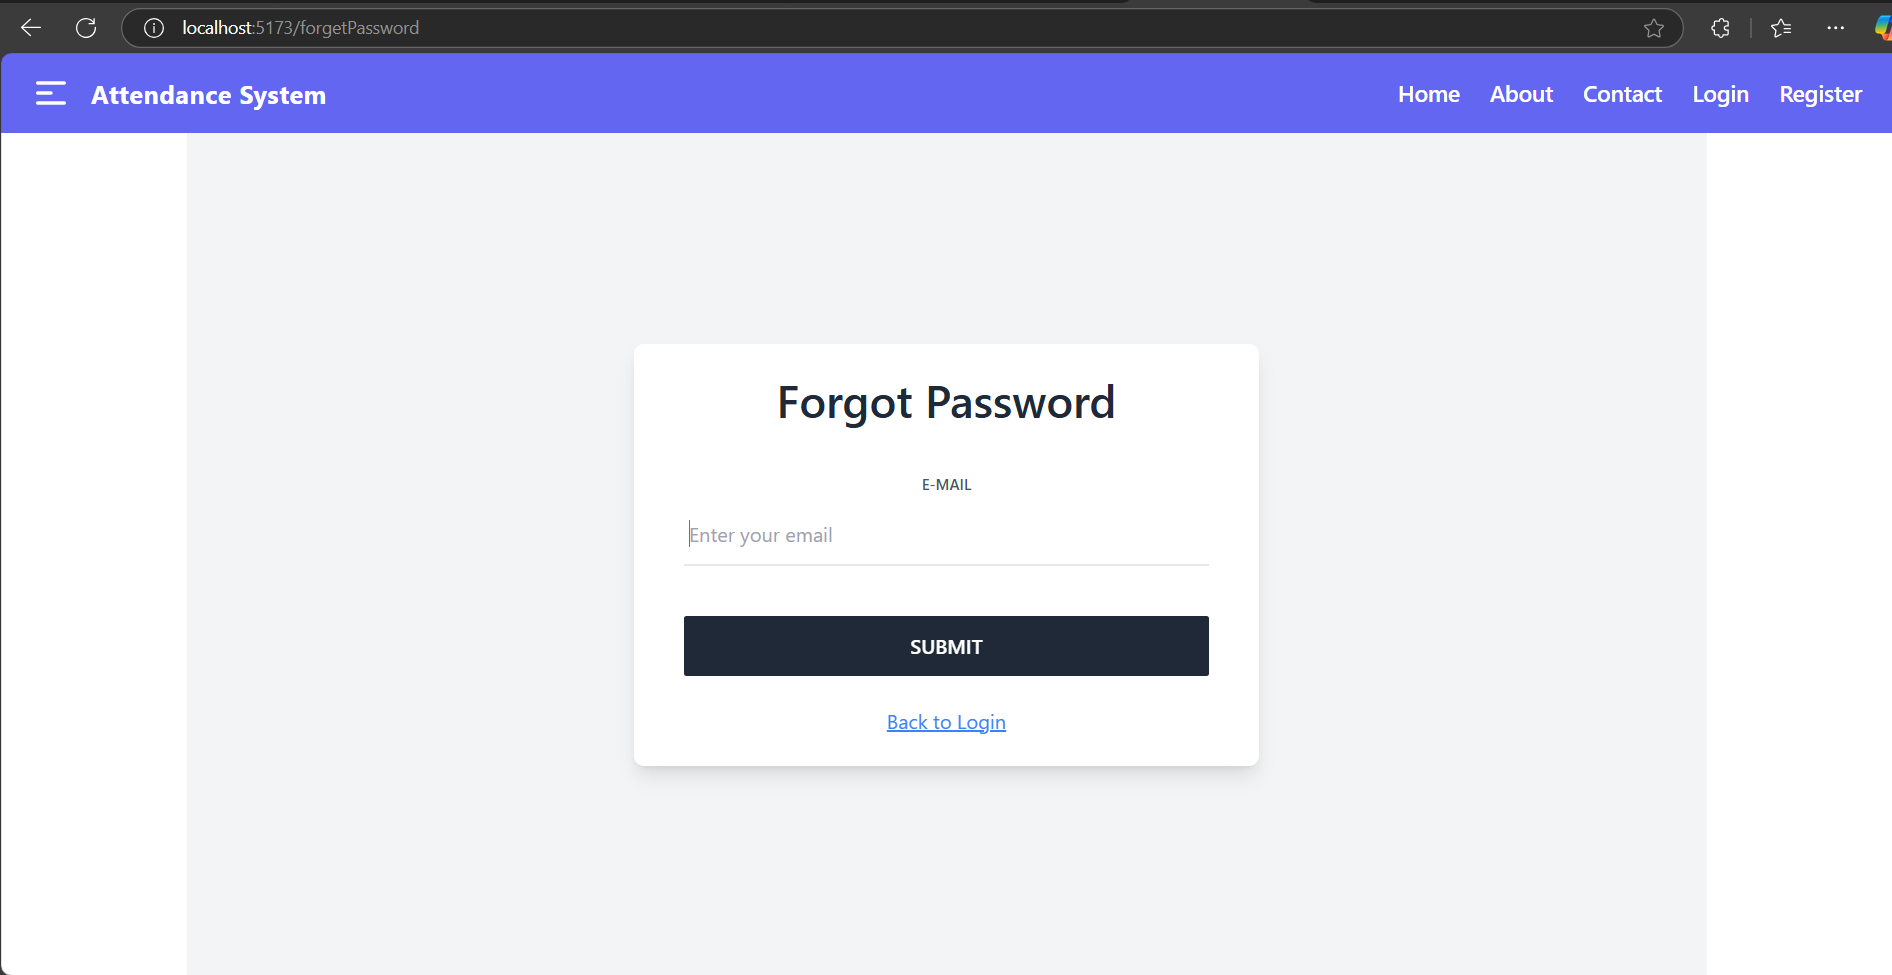 localhost:5173/forgetPassword
Attendance System
Home About Contact Login Register
Forgot Password
E-MAIL
Enter your email
SUBMIT
Back to Login